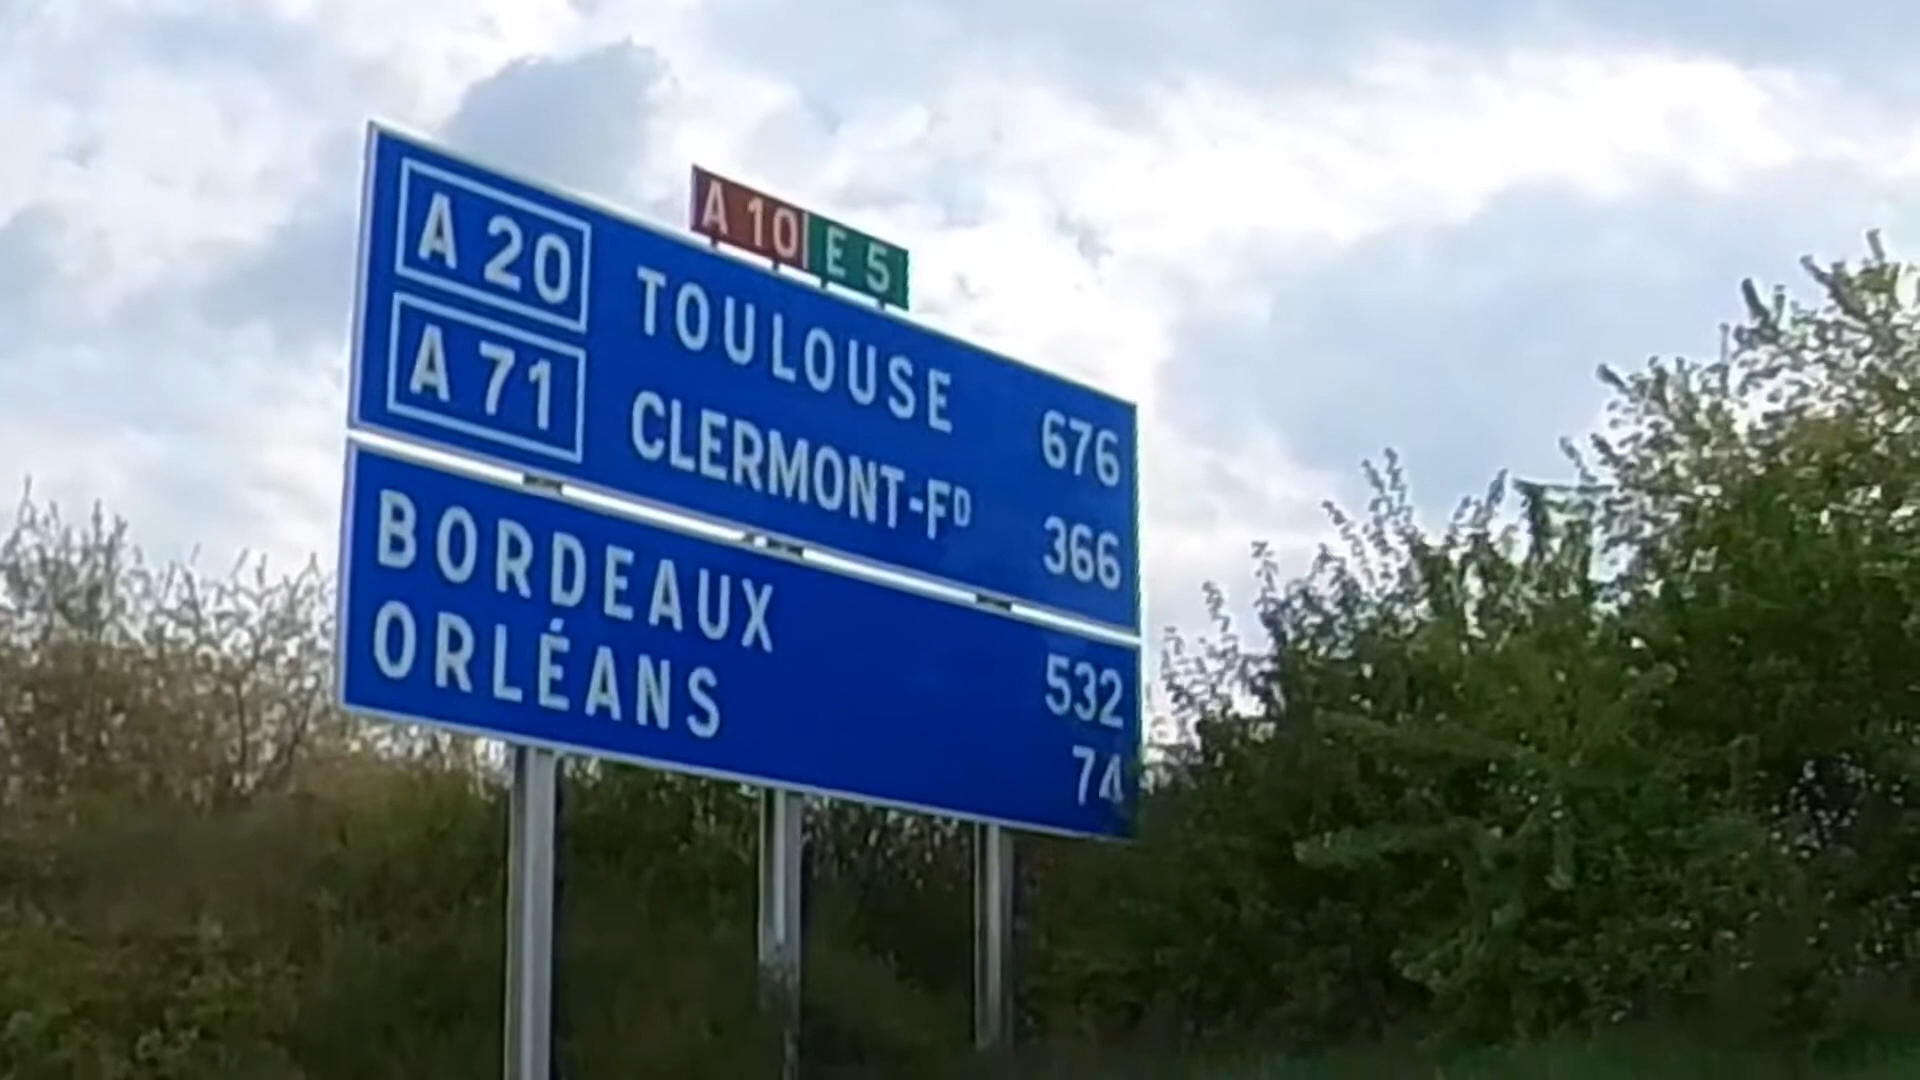 A 10 E 5
A 20 TOULOUSE 676
A 71 CLERMONT-FD 366
BORDEAUX 532
ORLÉANS 74